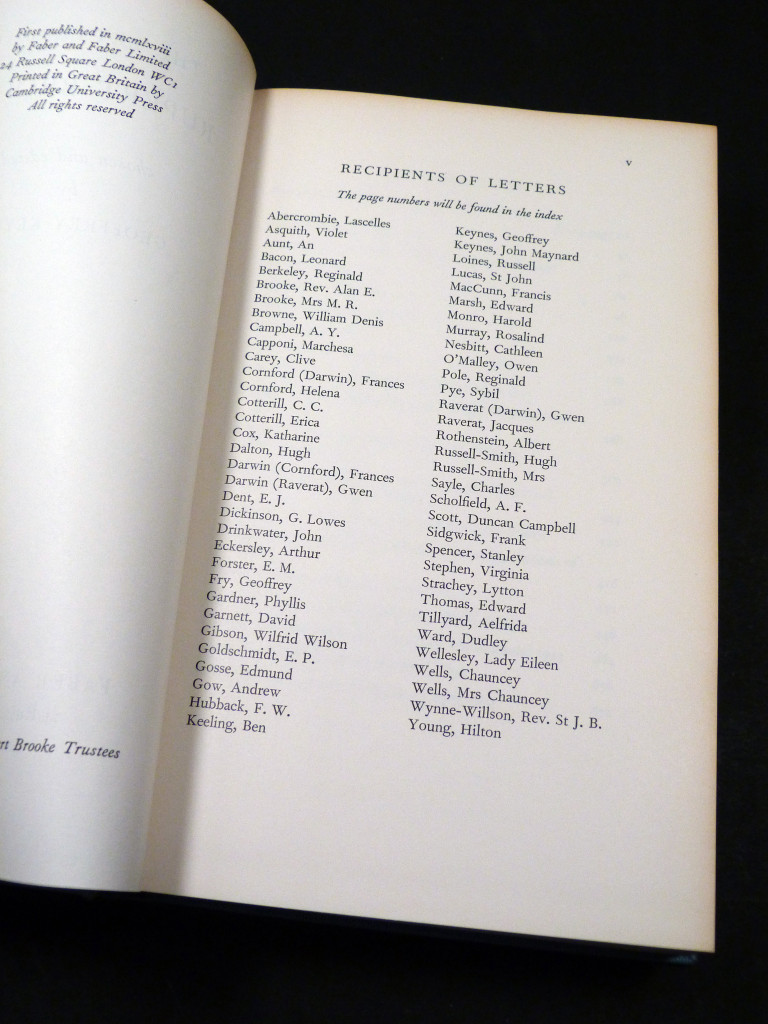 First published in mcmlxviii
by Faber and Faber Limited
24 Russell Square London WC1
Printed in Great Britain by
Cambridge University Press
All rights reserved
Brooke Trustees
v
RECIPIENTS OF LETTERS
The page numbers will be found in the index
Abercrombie, Lascelles
Asquith, Violet
Aunt, An
Bacon, Leonard
Berkeley, Reginald
Brooke, Rev. Alan E.
Brooke, Mrs M. R.
Browne, William Denis
Campbell, A. Y.
Capponi, Marchesa
Carey, Clive
Cornford (Darwin), Frances
Cornford, Helena
Cotterill, C. C.
Cotterill, Erica
Cox, Katharine
Dalton, Hugh
Darwin (Cornford), Frances
Darwin (Raverat), Gwen
Dent, E. J.
Dickinson, G. Lowes
Drinkwater, John
Eckersley, Arthur
Forster, E. M.
Fry, Geoffrey
Gardner, Phyllis
Garnett, David
Gibson, Wilfrid Wilson
Goldschmidt, E. P.
Gosse, Edmund
Gow, Andrew
Hubback, F. W.
Keeling, Ben
Keynes, Geoffrey
Keynes, John Maynard
Loines, Russell
Lucas, St John
MacCunn, Francis
Marsh, Edward
Monro, Harold
Murray, Rosalind
Nesbitt, Cathleen
O'Malley, Owen
Pole, Reginald
Pye, Sybil
Raverat (Darwin), Gwen
Raverat, Jacques
Rothenstein, Albert
Russell-Smith, Hugh
Russell-Smith, Mrs
Sayle, Charles
Scholfield, A. F.
Scott, Duncan Campbell
Sidgwick, Frank
Spencer, Stanley
Stephen, Virginia
Strachey, Lytton
Thomas, Edward
Tillyard, Aelfrida
Ward, Dudley
Wellesley, Lady Eileen
Wells, Chauncey
Wells, Mrs Chauncey
Wynne-Willson, Rev. St J. B.
Young, Hilton